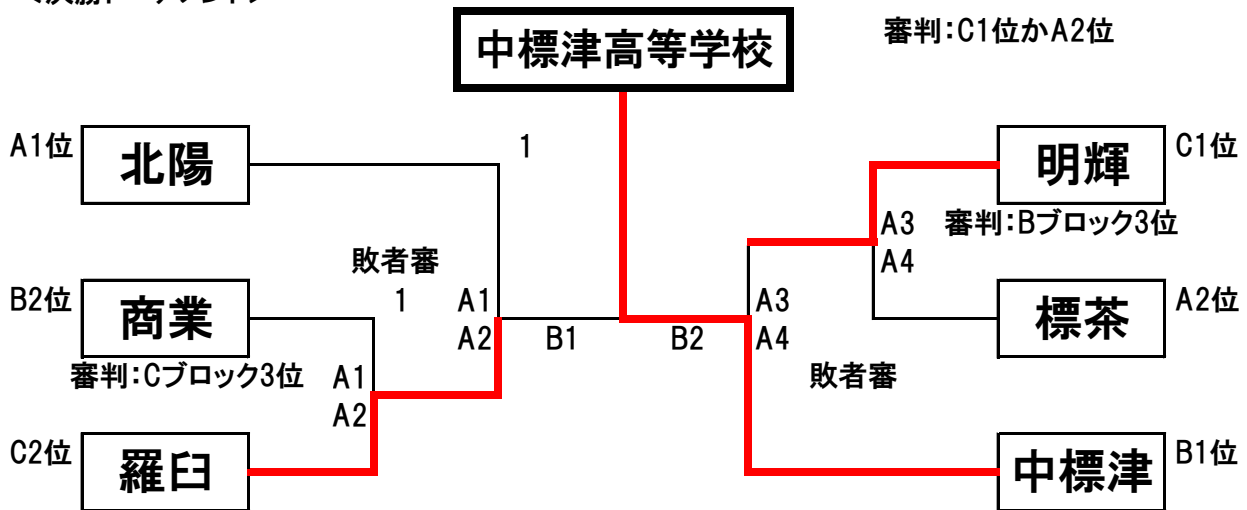 中標津高等学校
審判：C1位かA2位
A1位
北陽
1
明輝
C1位
A3
審判：Bブロック3位
A4
敗者審
B2位
商業
1
A1
A3
標茶
A2位
A2
B1
B2
A4
審判：Cブロック3位
A1
敗者審
A2
C2位
羅臼
中標津
B1位